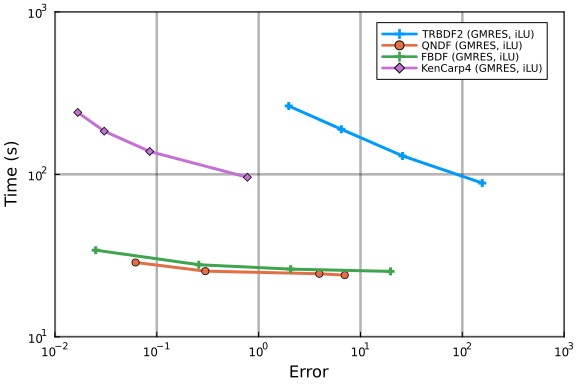 10³
TRBDF2 (GMRES, iLU)
QNDF (GMRES, iLU)
FBDF (GMRES, iLU)
KenCarp4 (GMRES, iLU)
Time (s)
10²
10¹
10⁻² 10⁻¹ 10⁰ 10¹ 10² 10³
Error